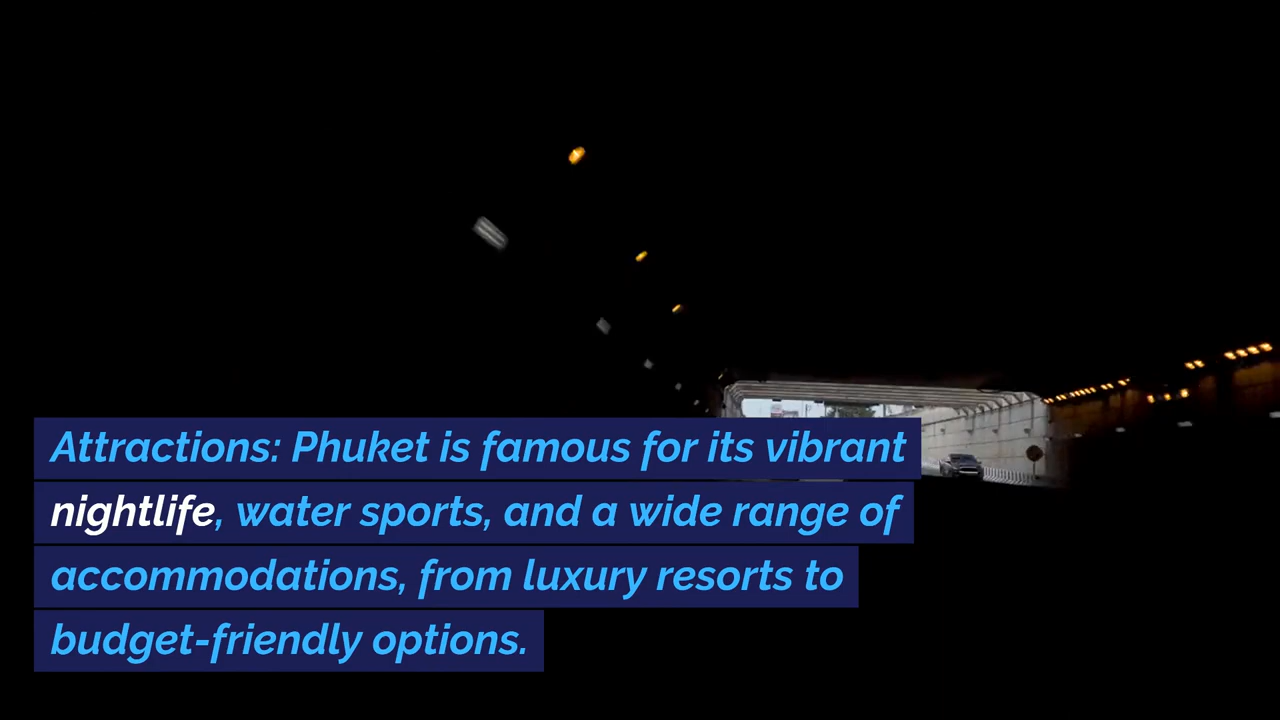 Attractions: Phuket is famous for its vibrant
nightlife, water sports, and a wide range of
accommodations, from luxury resorts to
budget-friendly options.